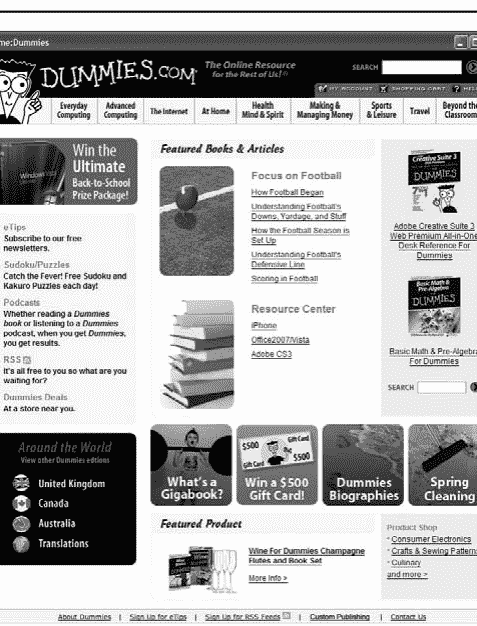 me:Dummies
DUMMIES.COM
The Online Resource
for the Rest of Us!
SEARCH
MY ACCOUNT SHOPPING CART HEL
Everyday
Computing
Advanced
Computing
The Internet
At Home
Health
Mind & Spirit
Making &
Managing Money
Sports
& Leisure
Travel
Beyond the
Classroom
Win the
Ultimate
Back-to-School
Prize Package!
eTips
Subscribe to our free
newsletters.
Sudoku/Puzzles
Catch the Fever! Free Sudoku and
Kakuro Puzzles each day!
Podcasts
Whether reading a Dummies
book or listening to a Dummies
podcast, when you get Dummies,
you get results.
RSS
It's all free to you so what are you
waiting for?
Dummies Deals
At a store near you.
Around the World
View other Dummies editions
United Kingdom
Canada
Australia
Translations
Featured Books & Articles
Focus on Football
How Football Began
Understanding Football's
Downs, Yardage, and Stuff
How the Football Season is
Set Up
Understanding Football's
Defensive Line
Scoring in Football
Resource Center
iPhone
Office2007/Vista
Adobe CS3
Creative Suite 3
DUMMIES
Adobe Creative Suite 3
Web Premium All-in-One
Desk Reference For
Dummies
Basic Math &
Pre-Algebra
DUMMIES
Basic Math & Pre-Algebra
For Dummies
SEARCH
What's a
Gigabook?
$500
Gift Card
Gift Card
$500
Win a $500
Gift Card!
Dummies
Biographies
Spring
Cleaning
Featured Product
Wine For Dummies Champagne
Flutes and Book Set
More Info >
Product Shop
· Consumer Electronics
· Crafts & Sewing Patterns
· Culinary
and more >
About Dummies | Sign Up for eTips | Sign Up for RSS Feeds | Custom Publishing | Contact Us